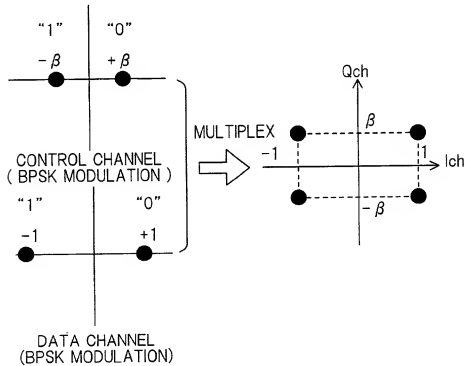 “1” “0”
-β +β
CONTROL CHANNEL
( BPSK MODULATION )
“1” “0”
-1 +1
DATA CHANNEL
(BPSK MODULATION)
MULTIPLEX
Qch
β
-1 1 Ich
-β